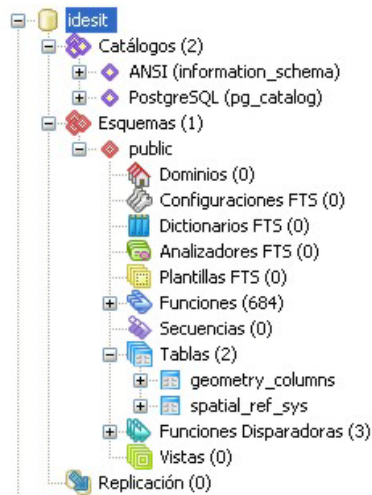 idesit
Catálogos (2)
ANSI (information_schema)
PostgreSQL (pg_catalog)
Esquemas (1)
public
Dominios (0)
Configuraciones FTS (0)
Dictionarios FTS (0)
Analizadores FTS (0)
Plantillas FTS (0)
Funciones (684)
Secuencias (0)
Tablas (2)
geometry_columns
spatial_ref_sys
Funciones Disparadoras (3)
Vistas (0)
Replicación (0)